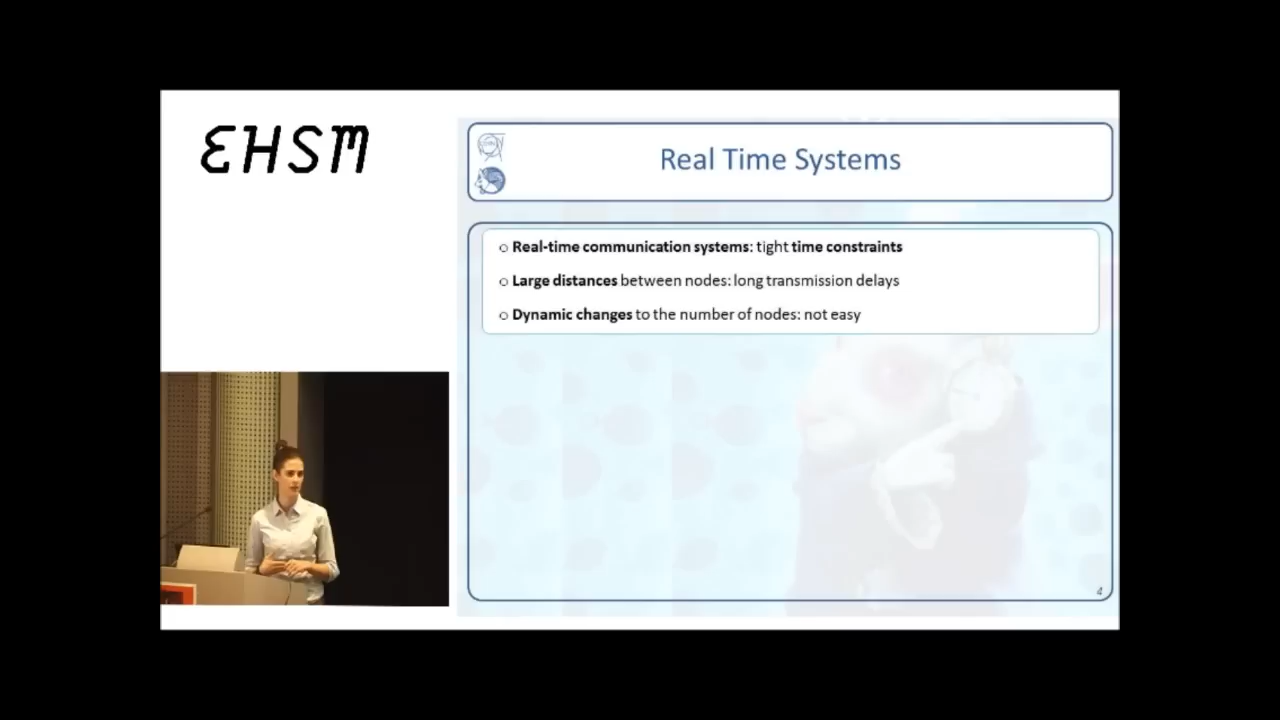 EHSM
Real Time Systems
Real-time communication systems: tight time constraints
Large distances between nodes: long transmission delays
Dynamic changes to the number of nodes: not easy
4